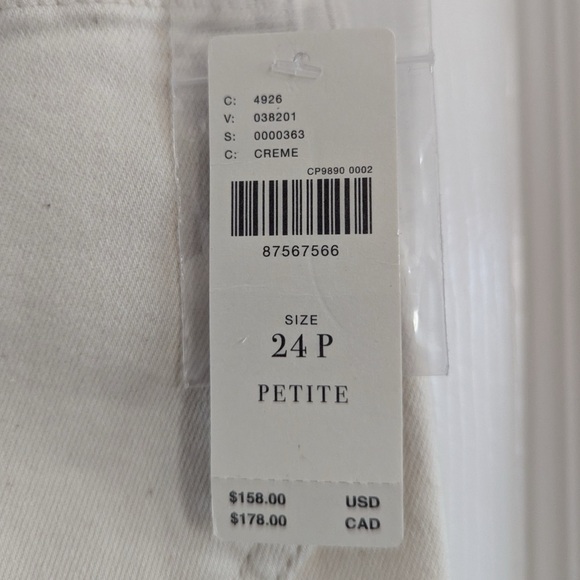 C: 4926
V: 038201
S: 0000363
C: CREME
CP9890 0002
87567566
SIZE
24 P
PETITE
$158.00 USD
$178.00 CAD